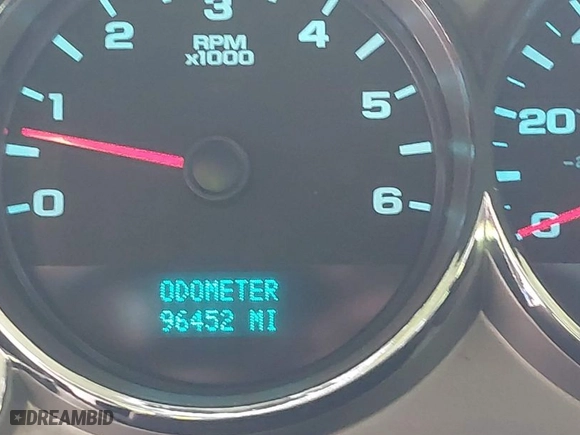 3
2 4
RPM
x1000
1 5
20
0 6
0
ODOMETER
96452 MI
DREAMBID